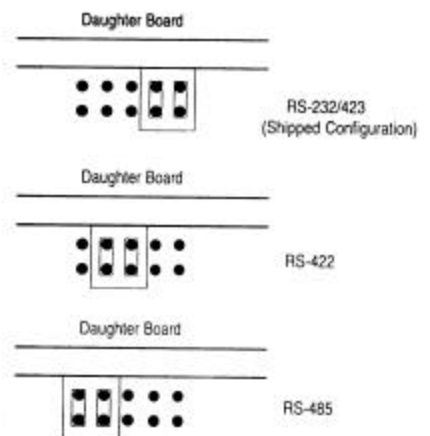 Daughter Board
RS-232/423
(Shipped Configuration)
Daughter Board
RS-422
Daughter Board
RS-485